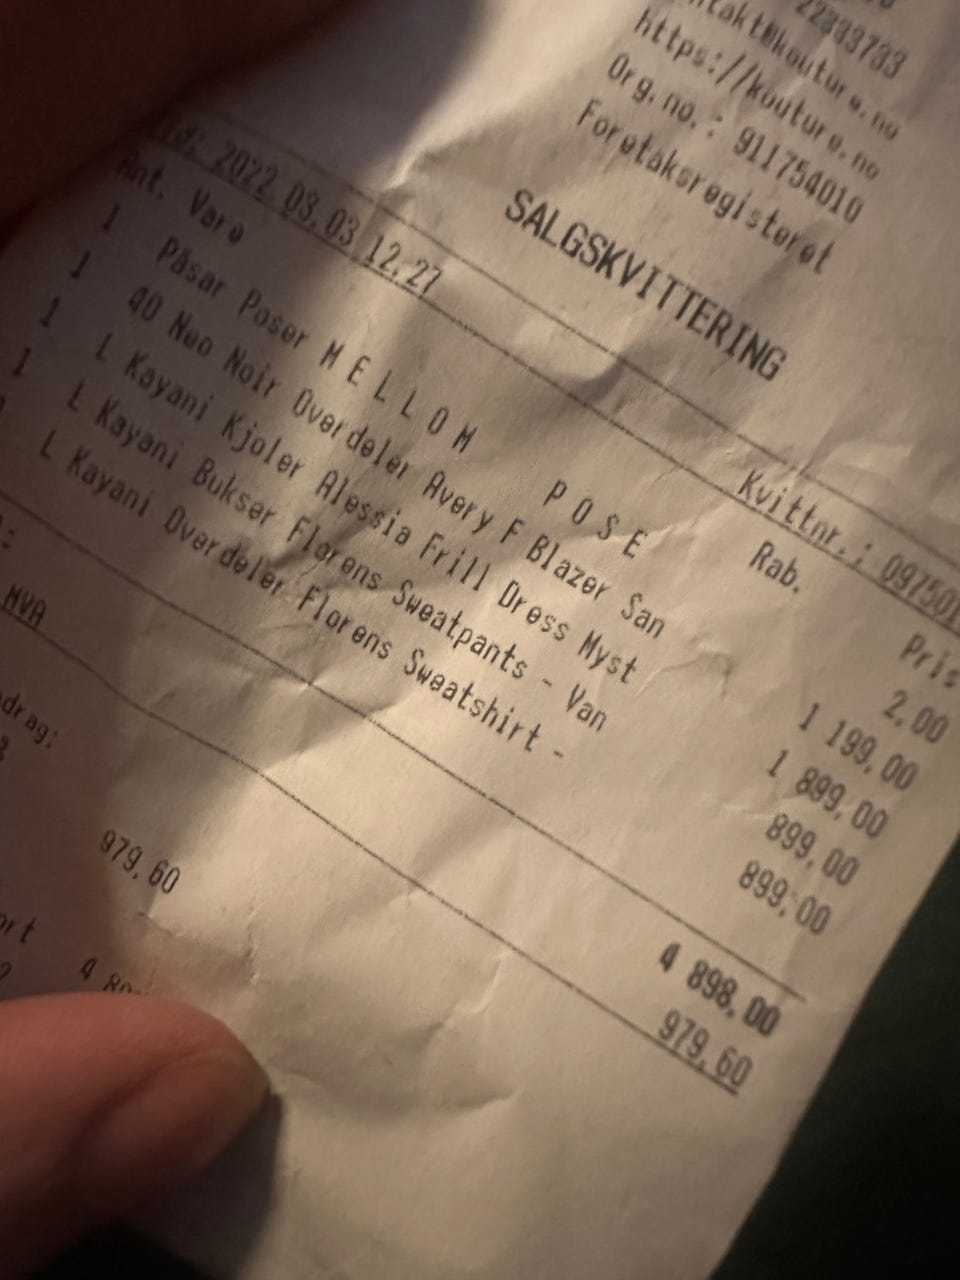 22333733
https://kouture.no
Org.no.: 911754010
Foretaksregisteret
SALGSKVITTERING
2022.03.03 12.27 Kvittnr.:
Ant. Vare Rab. Pris
1 Påsar Poser M E L L O M P O S E 2,00
1 40 Neo Noir Overdeler Avery F Blazer San 1 199,00
1 L Kayani Kjoler Alessia Frill Dress Myst 1 899,00
1 L Kayani Bukser Florens Sweatpants - Van 899,00
L Kayani Overdeler Florens Sweatshirt - 899,00
4 898,00
MVA 979,60
979,60